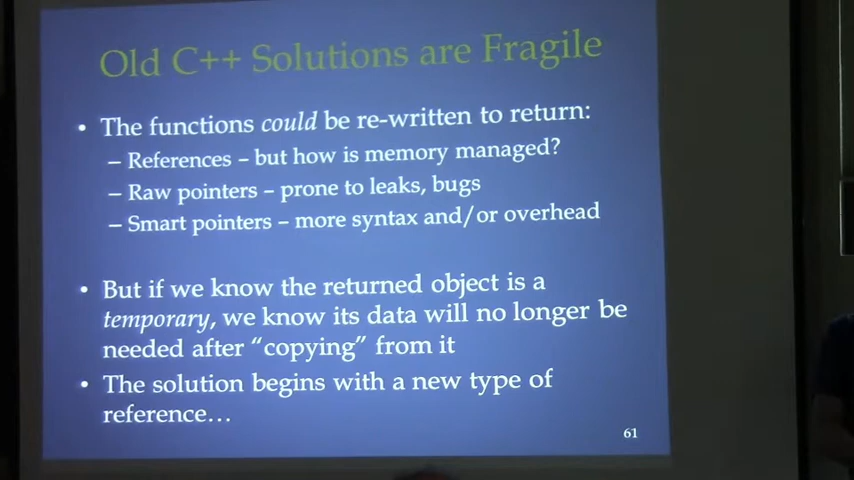 Old C++ Solutions are Fragile
• The functions could be re-written to return:
– References – but how is memory managed?
– Raw pointers – prone to leaks, bugs
– Smart pointers – more syntax and/or overhead
• But if we know the returned object is a
temporary, we know its data will no longer be
needed after “copying” from it
• The solution begins with a new type of
reference…
61